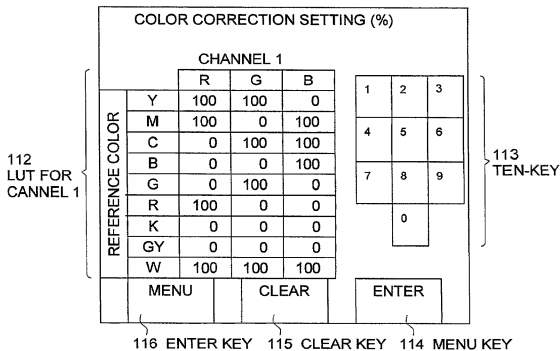 COLOR CORRECTION SETTING (%)
CHANNEL 1
R G B
Y 100 100 0
M 100 0 100
C 0 100 100
B 0 0 100
G 0 100 0
R 100 0 0
K 0 0 0
GY 0 0 0
W 100 100 100
REFERENCE COLOR
112
LUT FOR
CANNEL 1
1 2 3
4 5 6
7 8 9
0
113
TEN-KEY
MENU CLEAR ENTER
116 ENTER KEY 115 CLEAR KEY 114 MENU KEY